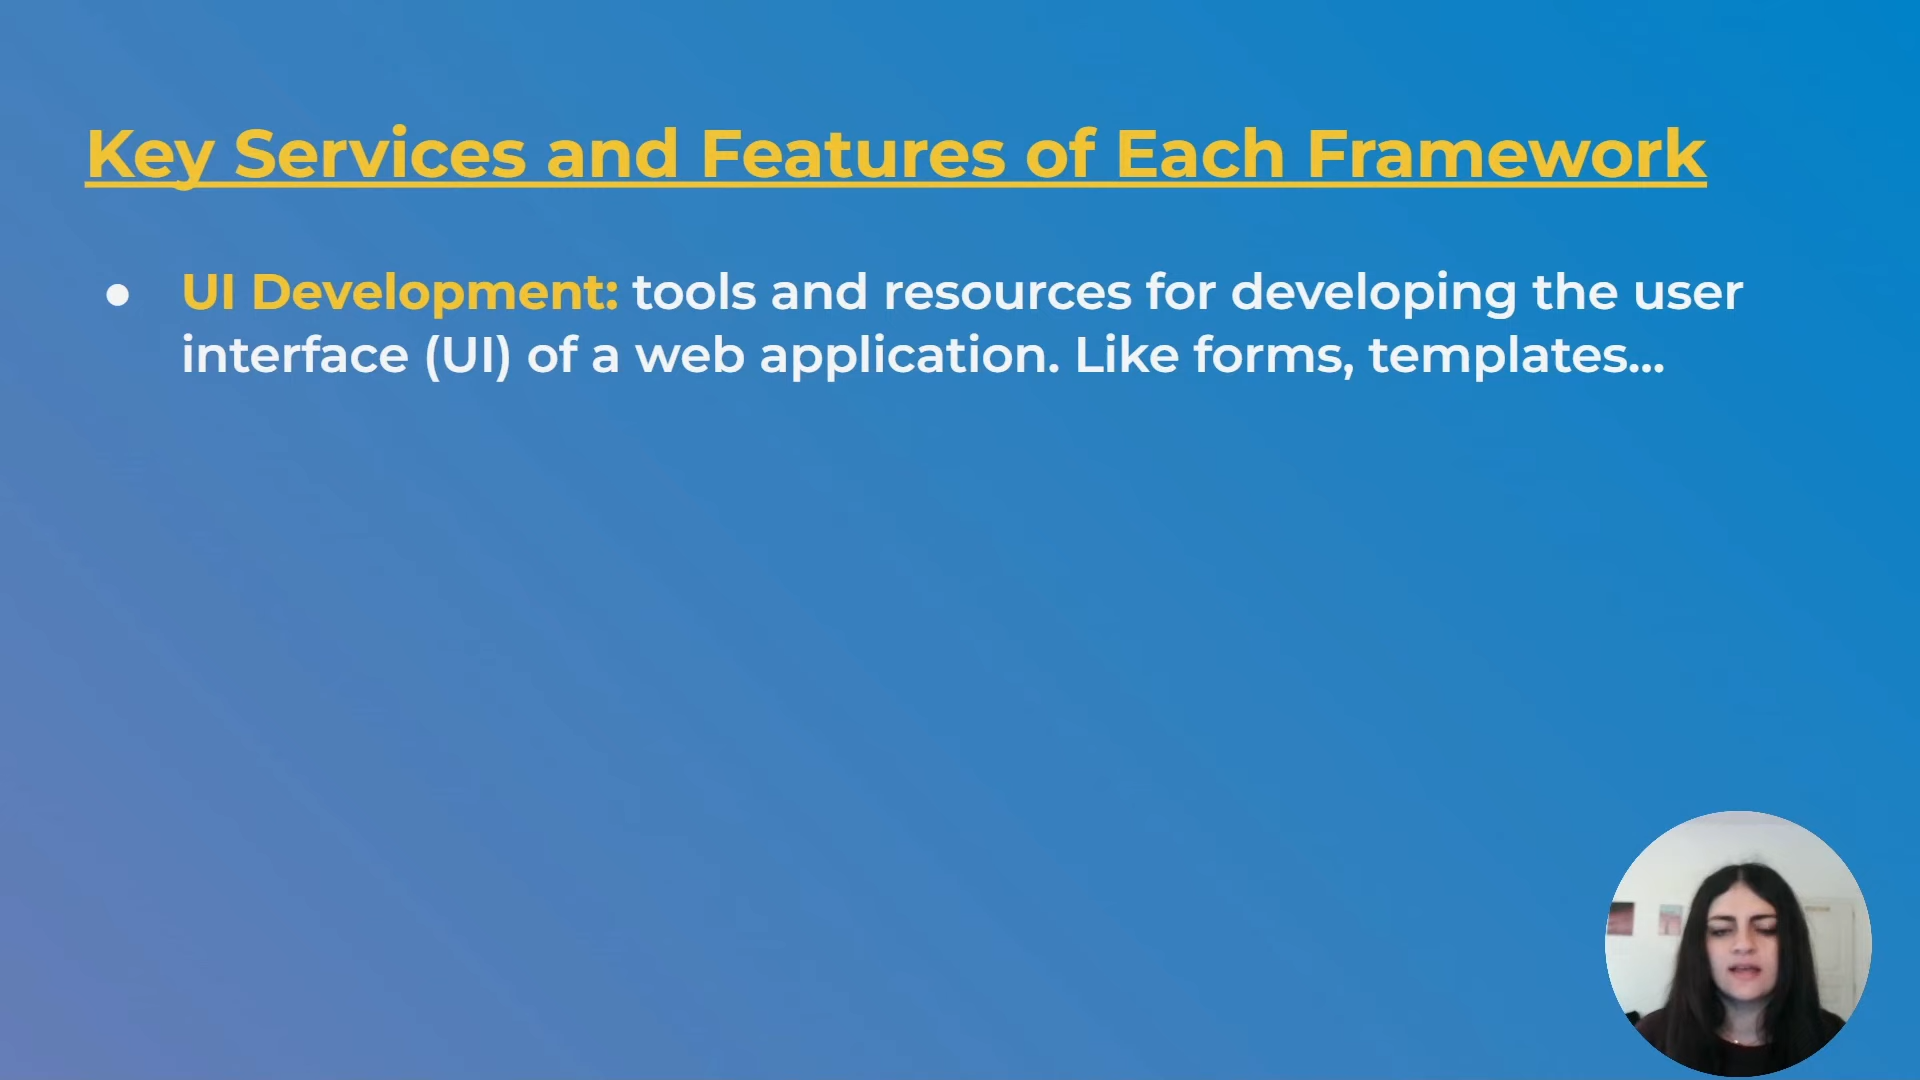 Key Services and Features of Each Framework
● UI Development: tools and resources for developing the user
interface (UI) of a web application. Like forms, templates...